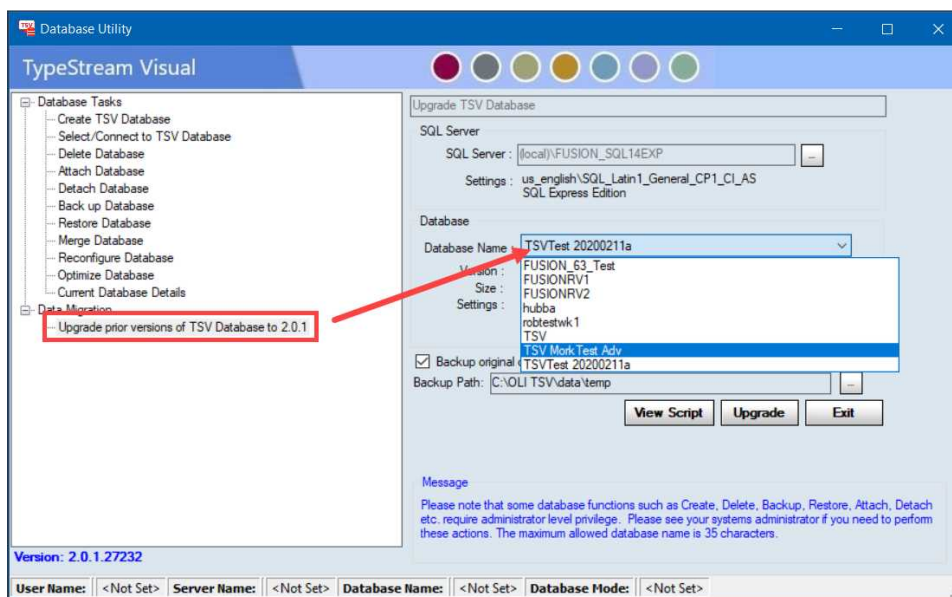 Database Utility
TypeStream Visual
Database Tasks
Create TSV Database
Select/Connect to TSV Database
Delete Database
Attach Database
Detach Database
Back up Database
Restore Database
Merge Database
Reconfigure Database
Optimize Database
Current Database Details
Data Migration
Upgrade prior versions of TSV Database to 2.0.1
Version: 2.0.1.27232
Upgrade TSV Database
SQL Server
SQL Server : (local)\FUSION_SQL14EXP ...
Settings : us_english\SQL_Latin1_General_CP1_CI_AS
SQL Express Edition
Database
Database Name : TSVTest 20200211a
Version :
Size :
Settings :
FUSION_63_Test
FUSIONRV1
FUSIONRV2
hubba
robtestwk1
TSV
TSV MorkTest Adv
TSVTest 20200211a
Backup original
Backup Path: C:\OLI TSV\data\temp ...
View Script Upgrade Exit
Message
Please note that some database functions such as Create, Delete, Backup, Restore, Attach, Detach
etc. require administrator level privilege. Please see your systems administrator if you need to perform
these actions. The maximum allowed database name is 35 characters.
User Name: <Not Set> Server Name: <Not Set> Database Name: <Not Set> Database Mode: <Not Set>